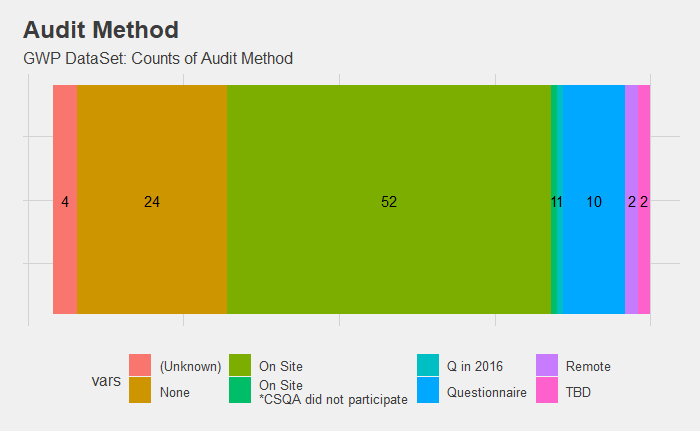 Audit Method
GWP DataSet: Counts of Audit Method
4
24
52
1
1
10
2
2
vars
(Unknown)
None
On Site
On Site
*CSQA did not participate
Q in 2016
Questionnaire
Remote
TBD